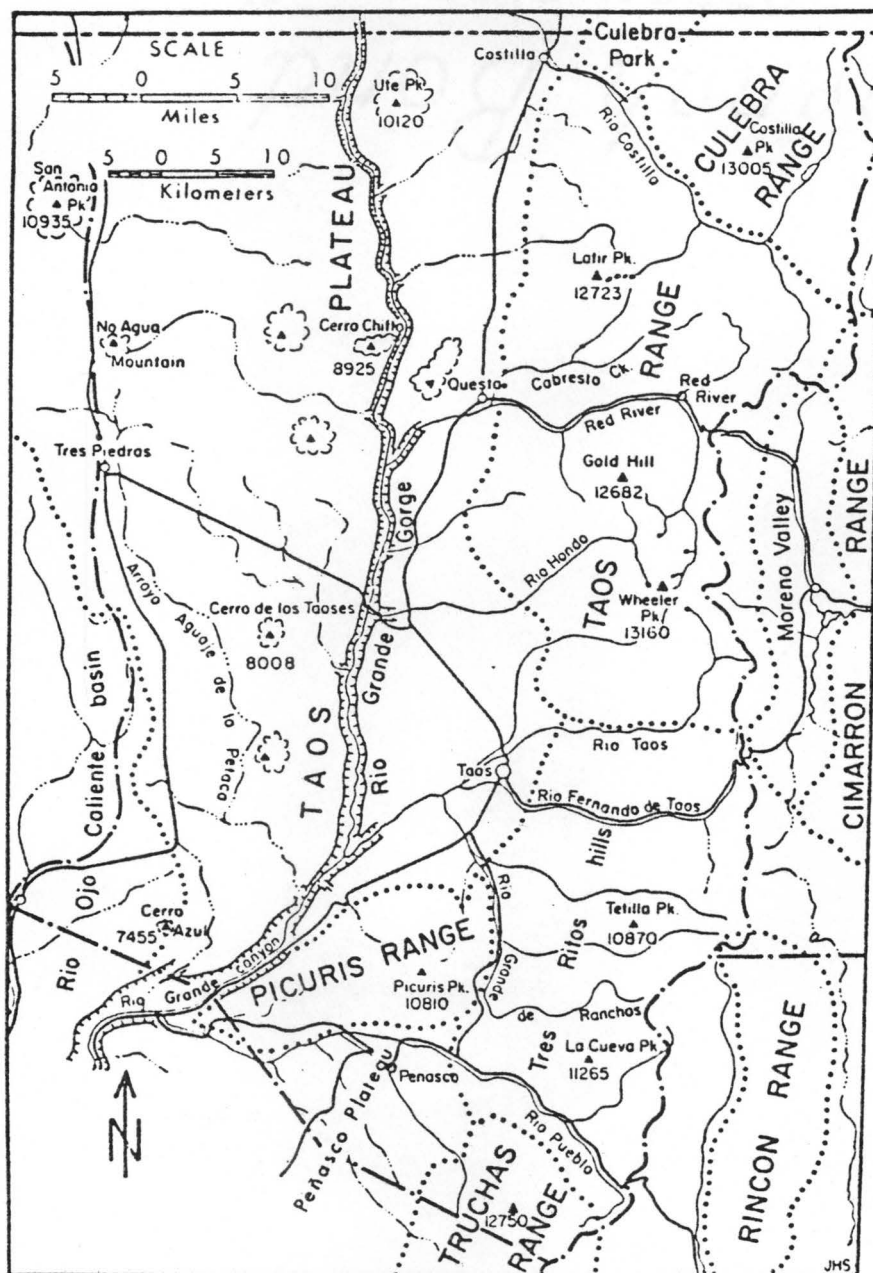 SCALE
5 0 5 10
Miles
5 0 5 10
Kilometers
Culebra
Park
Costilla
Ute Pk.
10120
CULEBRA
RANGE
Costilla
Pk
13005
Rio Costilla
San
Antonio
Pk
10935
PLATEAU
Latir Pk.
12723
No Agua
Mountain
Cerro Chiflo
8925
RANGE
Questa
Cabresto Ck.
Red
River
Red River
Tres Piedras
Gold Hill
12682
Gorge
RANGE
Moreno Valley
Rio Hondo
Arroyo
Aguaje de la Petaca
Cerro de los Taoses
8008
TAOS
Wheeler
Pk
13160
Grande
Rio
TAOS
Caliente basin
Rio Taos
Taos
Rio Fernando de Taos
CIMARRON
hills
Ojo
Cerro
Azul
7455
Rio
Tetilla Pk.
10870
Ritos
Rio
Grande
de Ranchos
PICURIS RANGE
Picuris Pk.
10810
Rio Grande canyon
Tres
La Cueva Pk
11265
RINCON RANGE
N
Peñasco Plateau
Penasco
Rio Pueblo
TRUCHAS
RANGE
12750
JHS